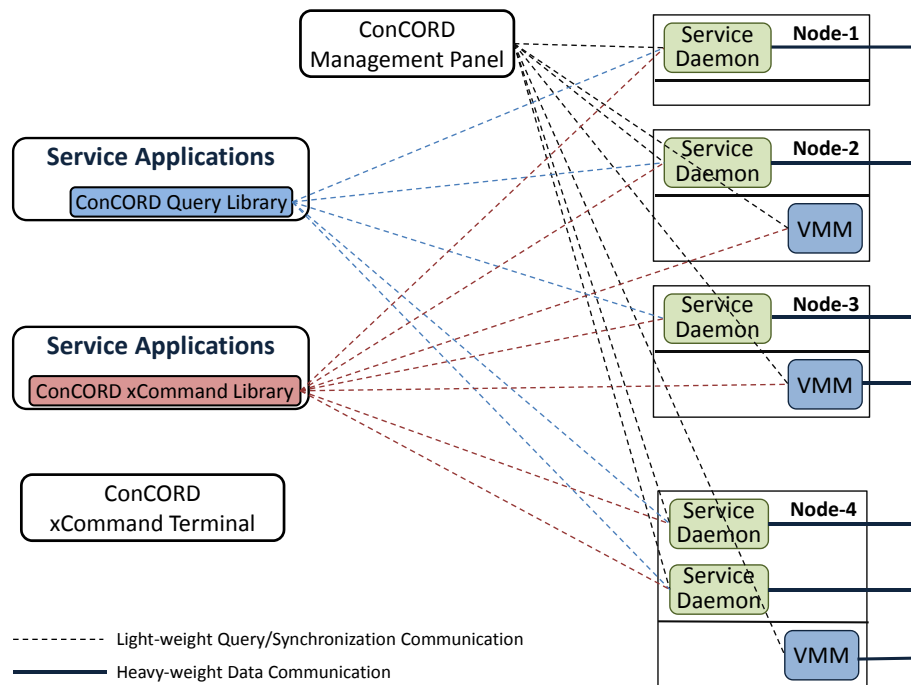 ConCORD
Management Panel
Service
Daemon
Node-1
Service Applications
ConCORD Query Library
Service
Daemon
Node-2
VMM
Service Applications
ConCORD xCommand Library
Service
Daemon
Node-3
VMM
ConCORD
xCommand Terminal
Service
Daemon
Node-4
Service
Daemon
VMM
Light-weight Query/Synchronization Communication
Heavy-weight Data Communication